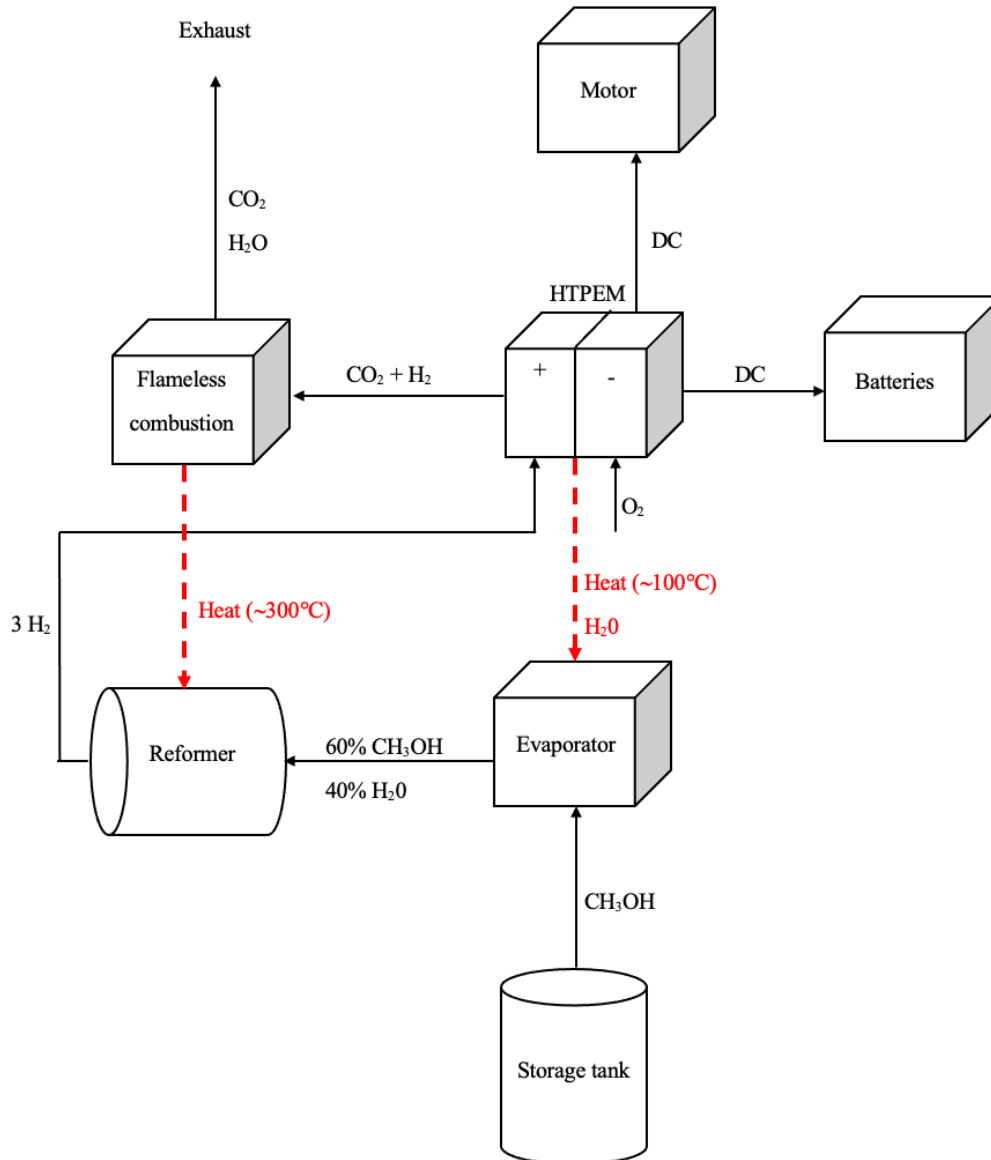 Exhaust
Motor
CO₂
H₂O
DC
HTPEM
Flameless
combustion
CO₂ + H₂
+
-
DC
Batteries
O₂
Heat (~300°C)
Heat (~100°C)
H₂0
3 H₂
Reformer
60% CH₃OH
40% H₂0
Evaporator
CH₃OH
Storage tank